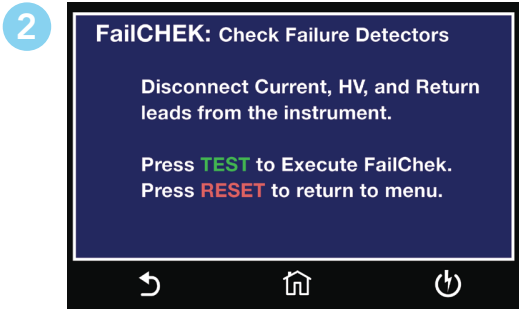 2
FailCHEK: Check Failure Detectors
Disconnect Current, HV, and Return
leads from the instrument.
Press TEST to Execute FailChek.
Press RESET to return to menu.